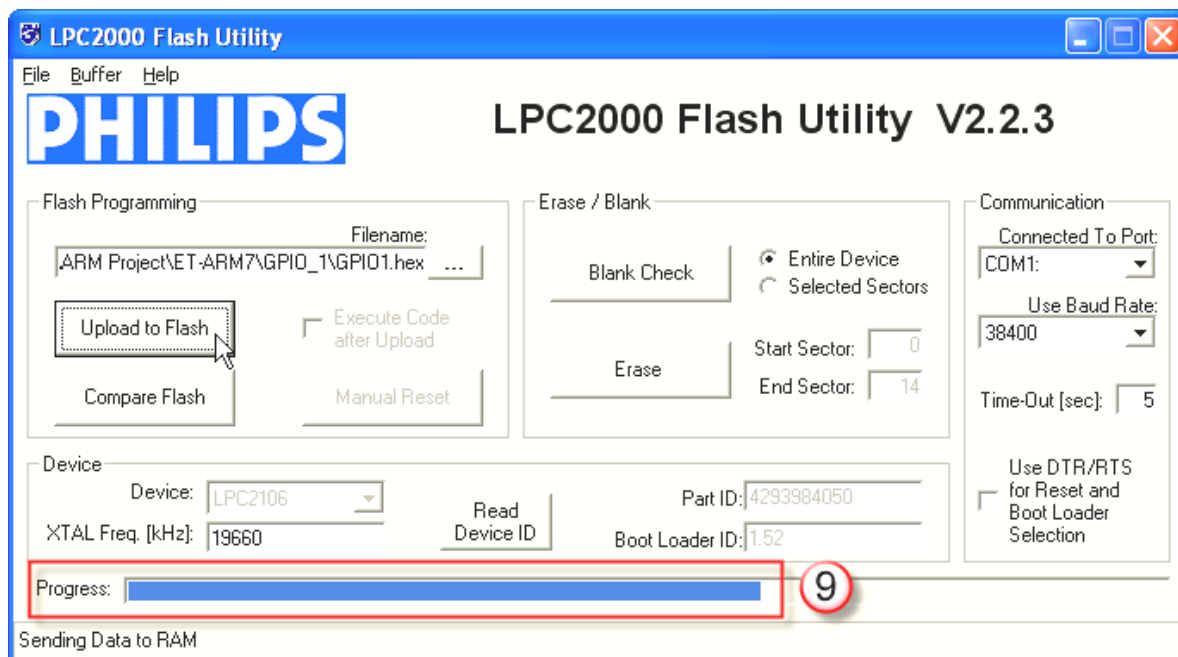 LPC2000 Flash Utility
File Buffer Help
PHILIPS
LPC2000 Flash Utility V2.2.3
Flash Programming
Filename:
ARM Project\ET-ARM7\GPIO_1\GPIO1.hex ...
Upload to Flash
Execute Code
after Upload
Compare Flash
Manual Reset
Erase / Blank
Blank Check
Entire Device
Selected Sectors
Erase
Start Sector: 0
End Sector: 14
Communication
Connected To Port:
COM1:
Use Baud Rate:
38400
Time-Out [sec]: 5
Use DTR/RTS
for Reset and
Boot Loader
Selection
Device
Device: LPC2106
XTAL Freq. [kHz]: 19660
Read
Device ID
Part ID: 4293984050
Boot Loader ID: 1.52
Progress:
9
Sending Data to RAM